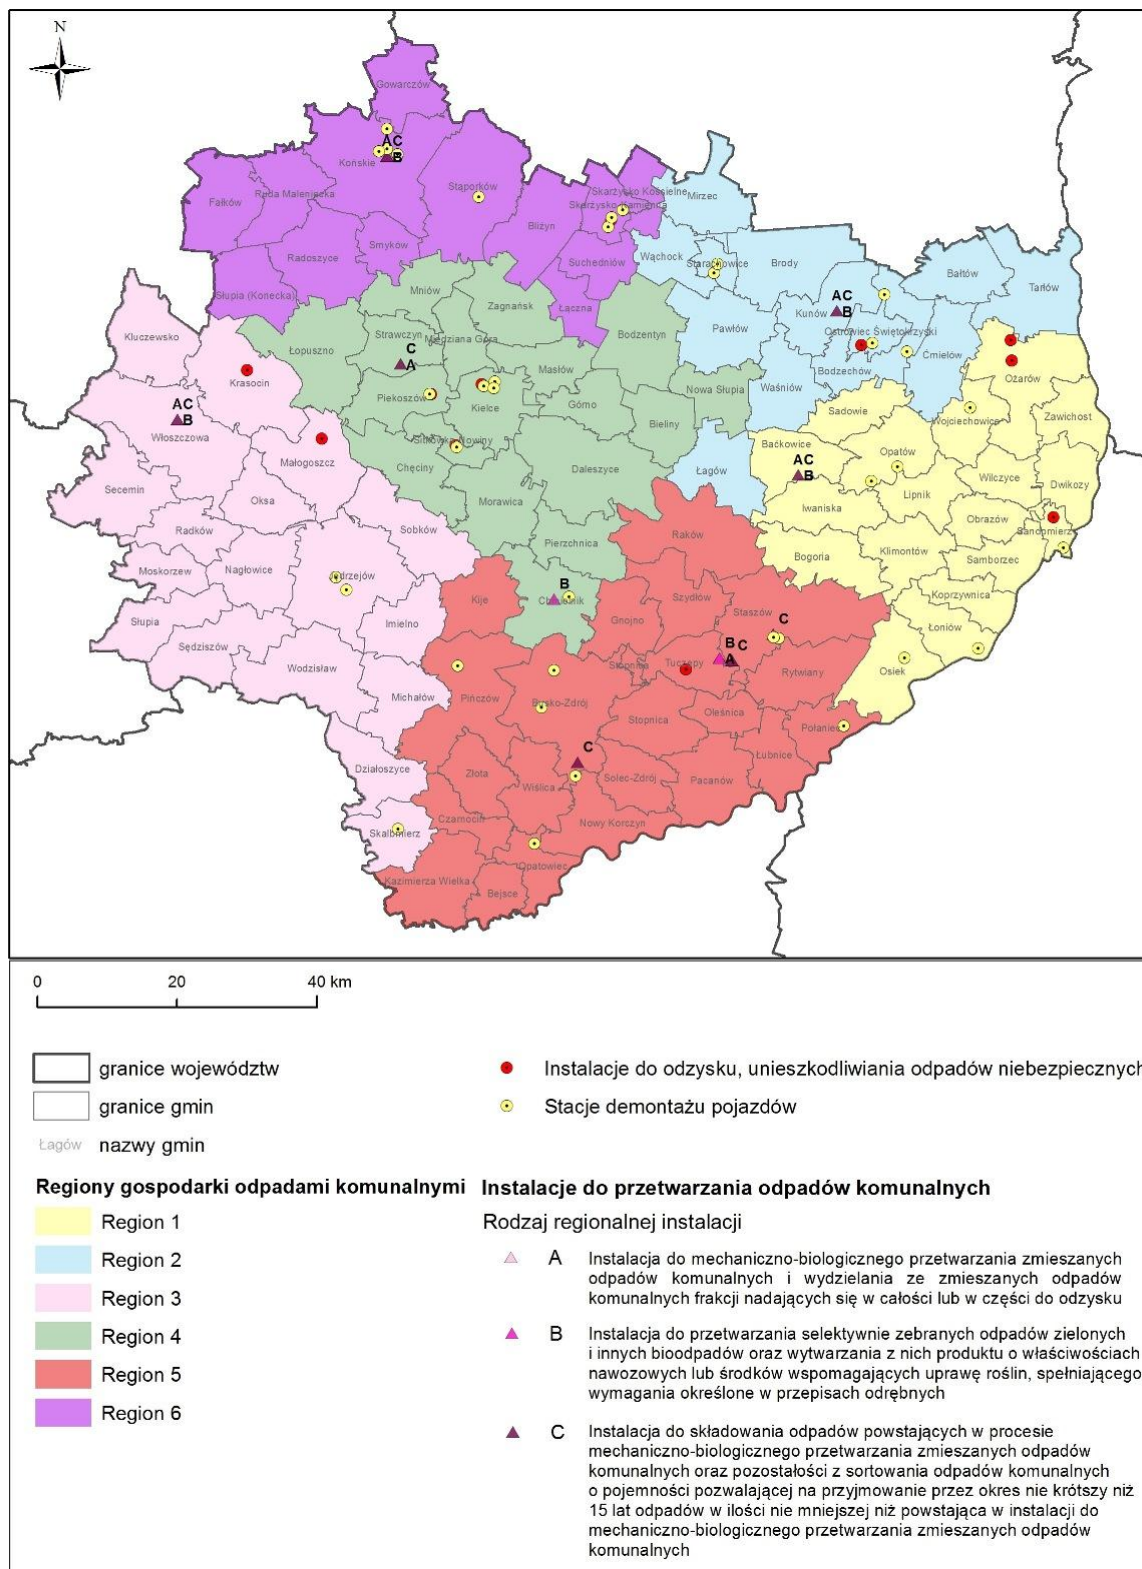 N
Gowarczów
A C
B
Końskie
Stąporków
Ruda Maleniecka
Fałków
Skarżysko Kościelne
Skarżysko-Kamienna
Mirzec
Bliżyn
Smyków
Radoszyce
Suchedniów
Wąchock
Starachowice
Brody
Bałtów
Tarłów
Słupia (Konecka)
Mniów
Zagnańsk
Łączna
AC
B
Kunów
Kluczewsko
Strawczyn
Miedziana Góra
Bodzentyn
Pawłów
Ostrowiec Świętokrzyski
Łopuszno
C
A
Masłów
Ćmielów
Krasocin
Bodzechów
Ożarów
Piekoszów
Kielce
Górno
Nowa Słupia
Waśniów
AC
B
Włoszczowa
Sitkówka-Nowiny
Bieliny
Sadowie
Wojciechowice
Zawichost
Małogoszcz
Chęciny
Daleszyce
Łagów
Baćkowice
Opatów
AC
B
Secemin
Oksa
Morawica
Iwaniska
Lipnik
Wilczyce
Dwikozy
Radków
Sobków
Raków
Obrazów
Sandomierz
Pierzchnica
Bogoria
Klimontów
Samborzec
Moskorzew
Nagłowice
Jędrzejów
B
Chmielnik
Kije
Szydłów
Staszów
Koprzywnica
Słupia
Imielno
Gnojno
C
Łoniów
Sędziszów
B
A
C
Wodzisław
Tuczępy
Rytwiany
Osiek
Michałów
Pińczów
Busko-Zdrój
Stopnica
Oleśnica
Połaniec
Działoszyce
C
Łubnice
Złota
Wiślica
Solec-Zdrój
Pacanów
Skalbmierz
Czarnocin
Nowy Korczyn
Opatowiec
Kazimierza Wielka
Bejsce
0 20 40 km
granice województw
granice gmin
Łagów nazwy gmin
Instalacje do odzysku, unieszkodliwiania odpadów niebezpiecznych
Stacje demontażu pojazdów
Regiony gospodarki odpadami komunalnymi
Region 1
Region 2
Region 3
Region 4
Region 5
Region 6
Instalacje do przetwarzania odpadów komunalnych
Rodzaj regionalnej instalacji
A Instalacja do mechaniczno-biologicznego przetwarzania zmieszanych
odpadów komunalnych i wydzielania ze zmieszanych odpadów
komunalnych frakcji nadających się w całości lub w części do odzysku
B Instalacja do przetwarzania selektywnie zebranych odpadów zielonych
i innych bioodpadów oraz wytwarzania z nich produktu o właściwościach
nawozowych lub środków wspomagających uprawę roślin, spełniającego
wymagania określone w przepisach odrębnych
C Instalacja do składowania odpadów powstających w procesie
mechaniczno-biologicznego przetwarzania zmieszanych odpadów
komunalnych oraz pozostałości z sortowania odpadów komunalnych
o pojemności pozwalającej na przyjmowanie przez okres nie krótszy niż
15 lat odpadów w ilości nie mniejszej niż powstająca w instalacji do
mechaniczno-biologicznego przetwarzania zmieszanych odpadów
komunalnych